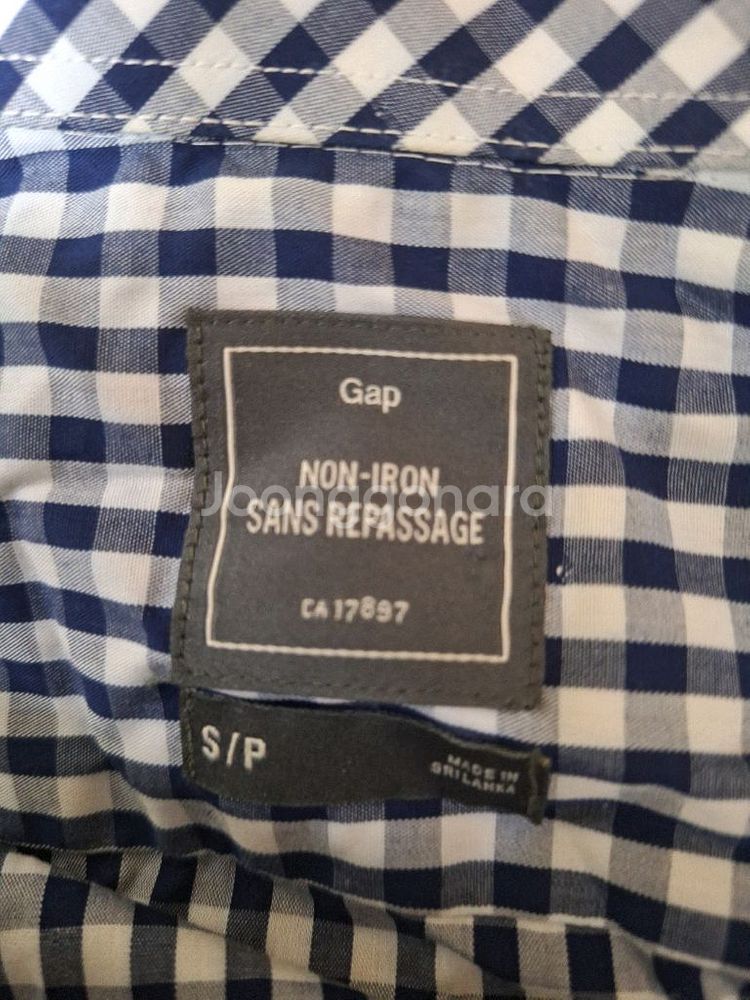 Gap
NON-IRON
Joonggonara
SANS REPASSAGE
CA 17897
S/P
MADE IN
SRI LANKA